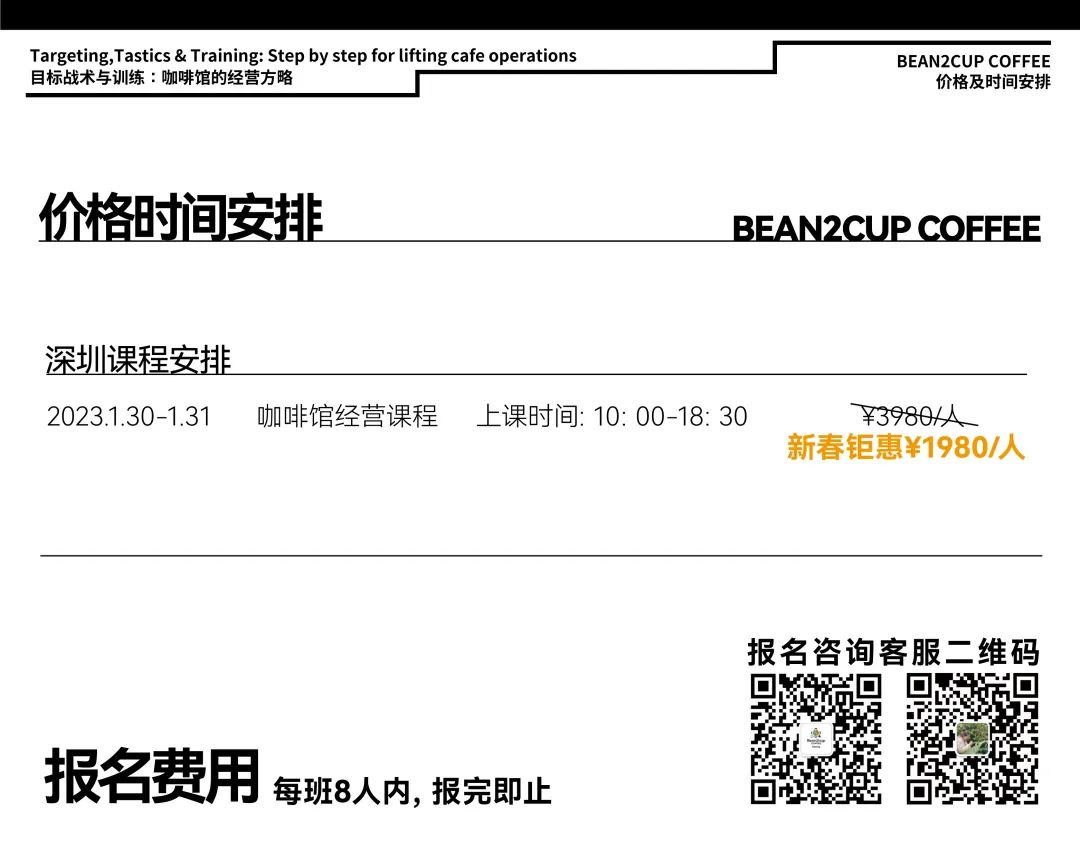 Targeting,Tastics & Training: Step by step for lifting cafe operations
目标战术与训练：咖啡馆的经营方略
BEAN2CUP COFFEE
价格及时间安排
价格时间安排
BEAN2CUP COFFEE
深圳课程安排
2023.1.30-1.31 咖啡馆经营课程 上课时间: 10: 00-18: 30 ¥3980/人
新春钜惠¥1980/人
报名咨询客服二维码
报名费用 每班8人内, 报完即止